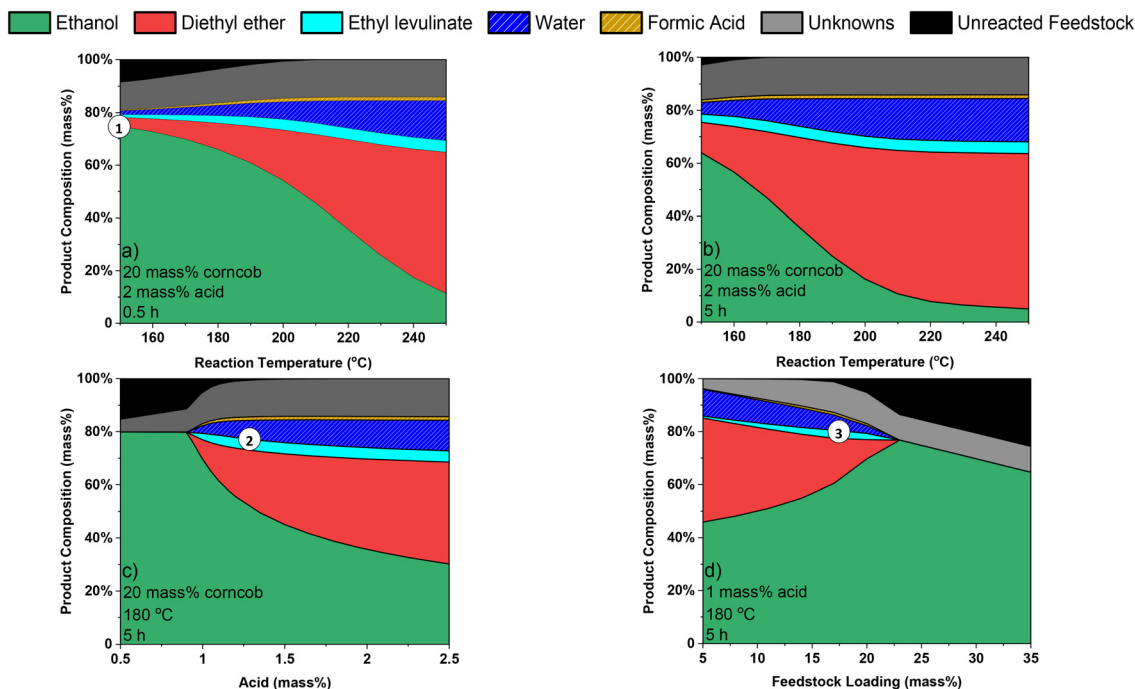 Ethanol Diethyl ether Ethyl levulinate Water Formic Acid Unknowns Unreacted Feedstock
100%
80%
60%
40%
20%
0
Product Composition (mass%)
1
a)
20 mass% corncob
2 mass% acid
0.5 h
160 180 200 220 240
Reaction Temperature (oC)
100%
80%
60%
40%
20%
0
Product Composition (mass%)
b)
20 mass% corncob
2 mass% acid
5 h
160 180 200 220 240
Reaction Temperature (oC)
100%
80%
60%
40%
20%
0
Product Composition (mass%)
2
c)
20 mass% corncob
180 oC
5 h
0.5 1 1.5 2 2.5
Acid (mass%)
100%
80%
60%
40%
20%
0
Product Composition (mass%)
3
d)
1 mass% acid
180 oC
5 h
5 10 15 20 25 30 35
Feedstock Loading (mass%)